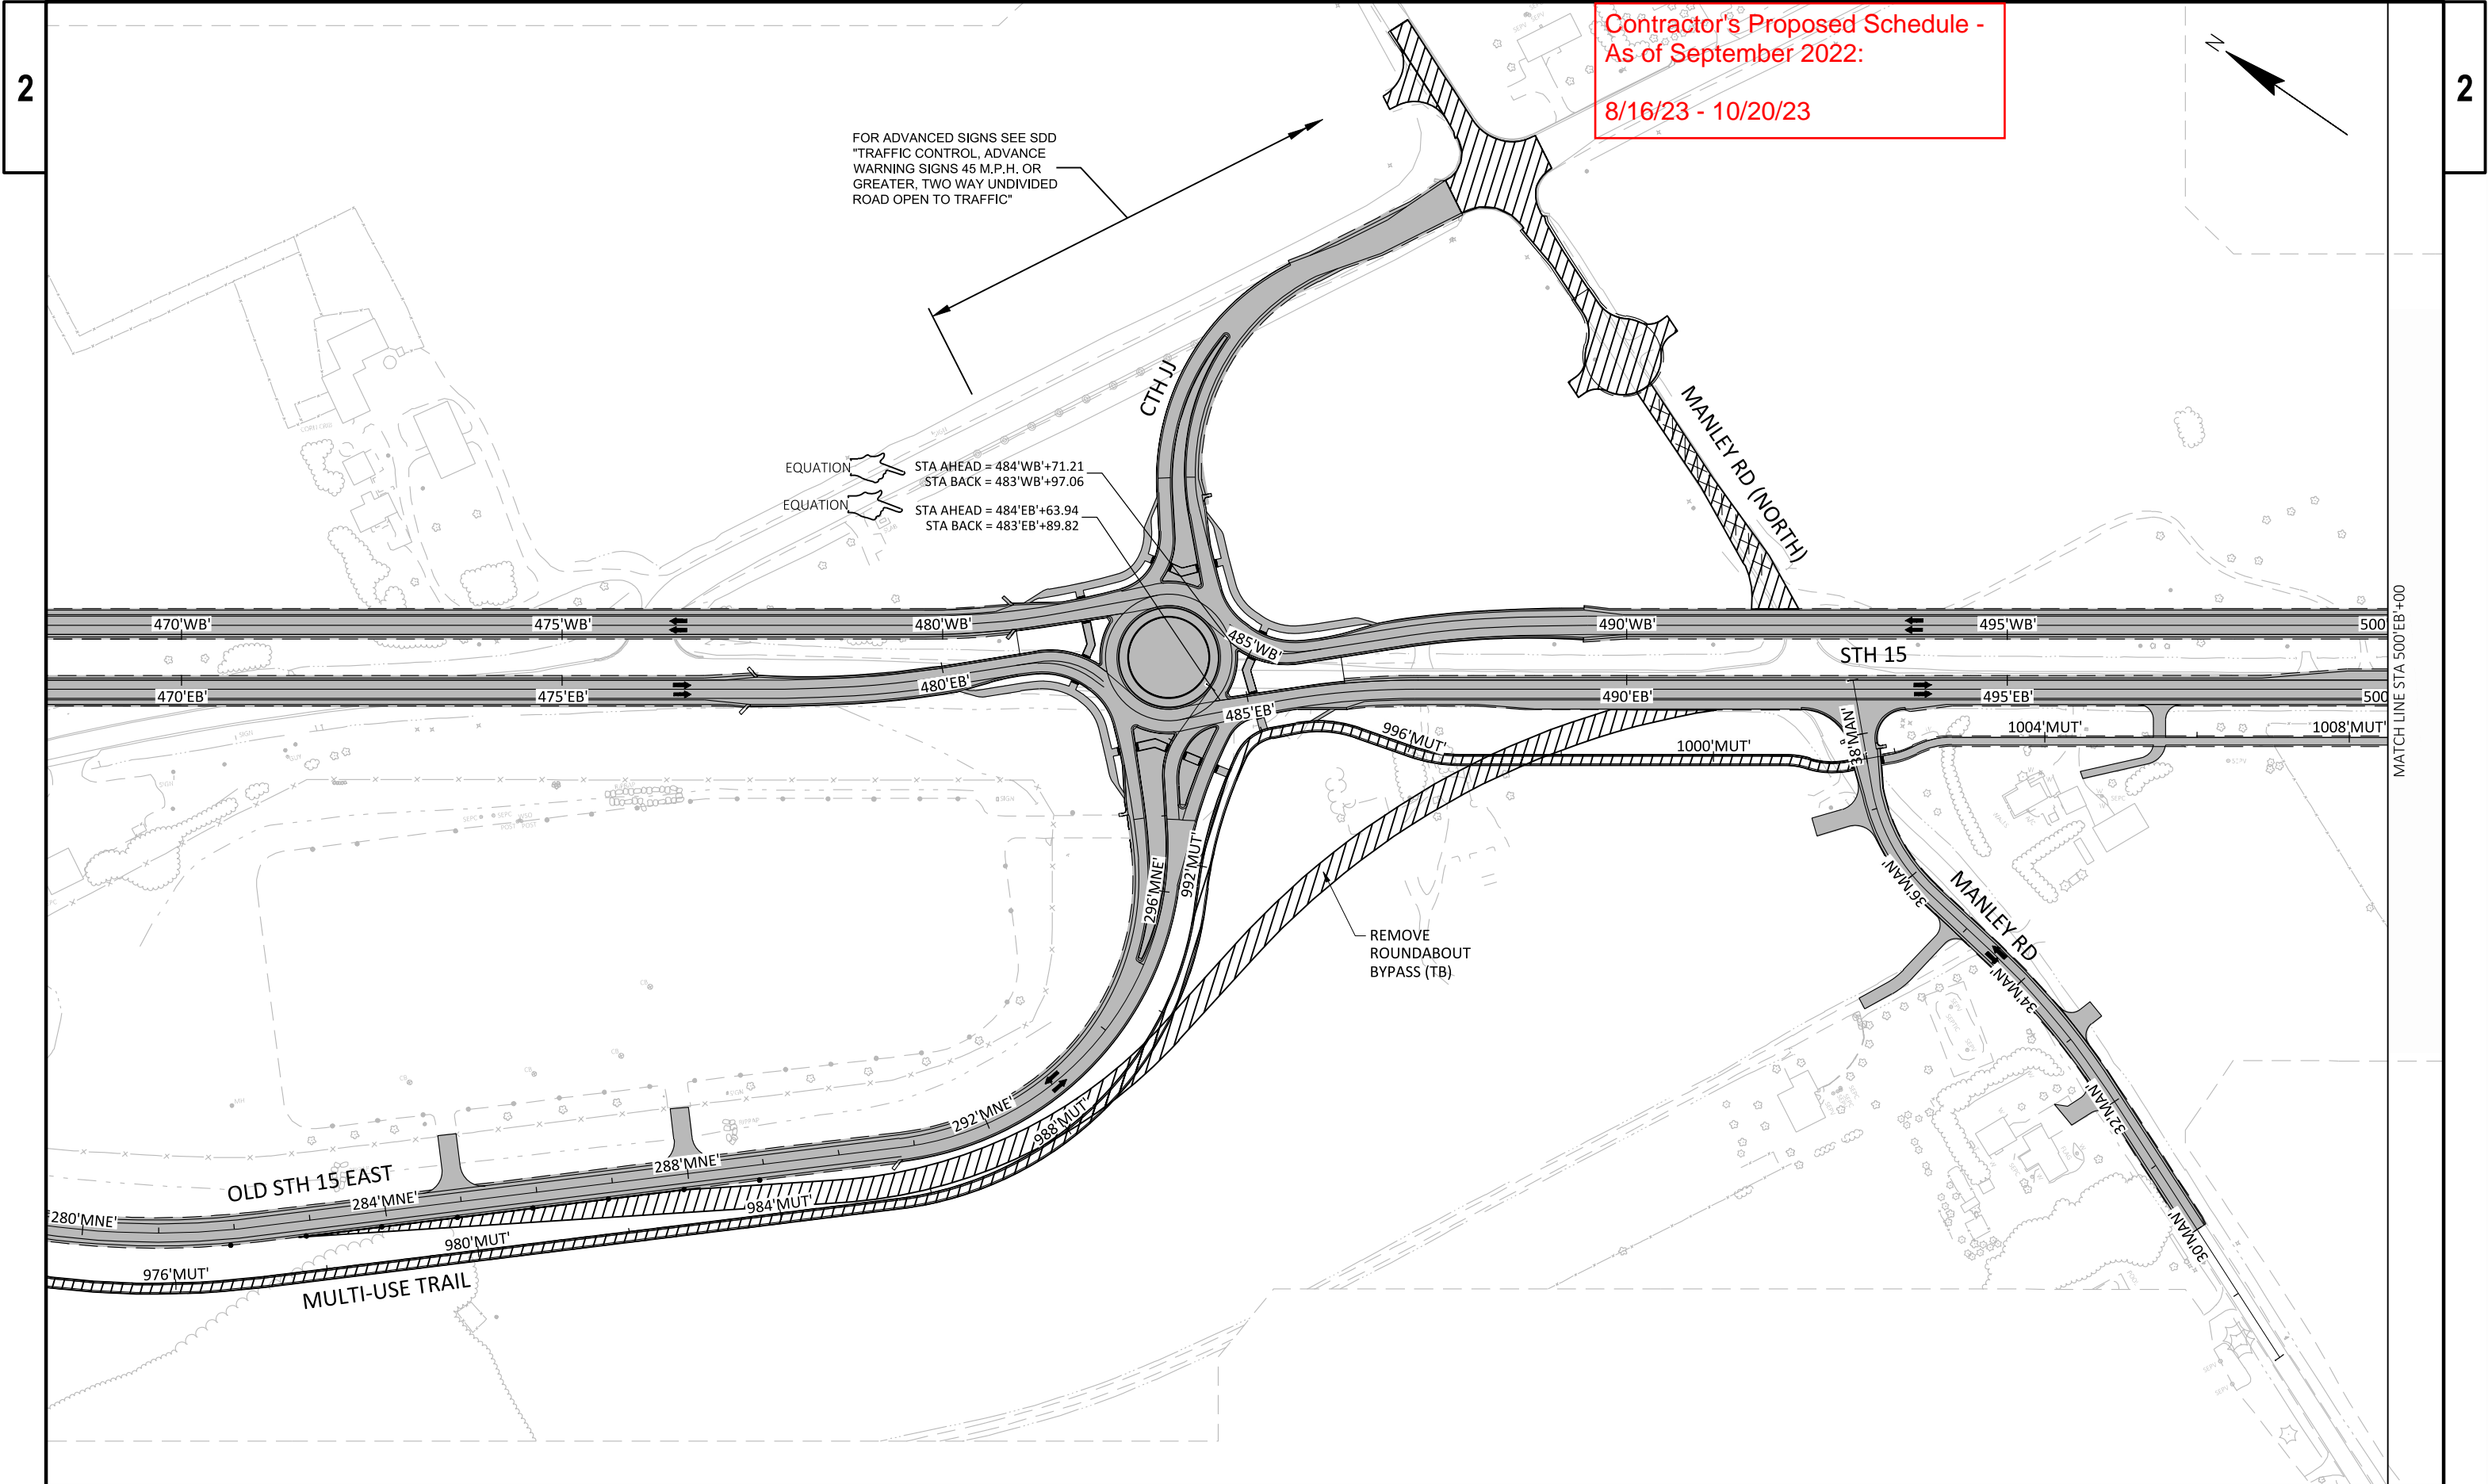 2
2
Contractor's Proposed Schedule -
As of September 2022:
8/16/23 - 10/20/23
N
FOR ADVANCED SIGNS SEE SDD
"TRAFFIC CONTROL, ADVANCE
WARNING SIGNS 45 M.P.H. OR
GREATER, TWO WAY UNDIVIDED
ROAD OPEN TO TRAFFIC"
CTH JJ
MANLEY RD (NORTH)
EQUATION
STA AHEAD = 484'WB'+71.21
STA BACK = 483'WB'+97.06
EQUATION
STA AHEAD = 484'EB'+63.94
STA BACK = 483'EB'+89.82
470'WB'
475'WB'
480'WB'
485'WB'
490'WB'
495'WB'
500'
STH 15
470'EB'
475'EB'
480'EB'
485'EB'
490'EB'
495'EB'
500
MATCH LINE STA 500'EB'+00
996'MUT'
1000'MUT'
1004'MUT'
1008'MUT'
38'MAN'
36'MAN'
MANLEY RD
34'MAN'
32'MAN'
30'MAN'
296'MNE'
992'MUT'
REMOVE
ROUNDABOUT
BYPASS (TB)
292'MNE'
988'MUT'
288'MNE'
984'MUT'
OLD STH 15 EAST
284'MNE'
280'MNE'
980'MUT'
976'MUT'
MULTI-USE TRAIL